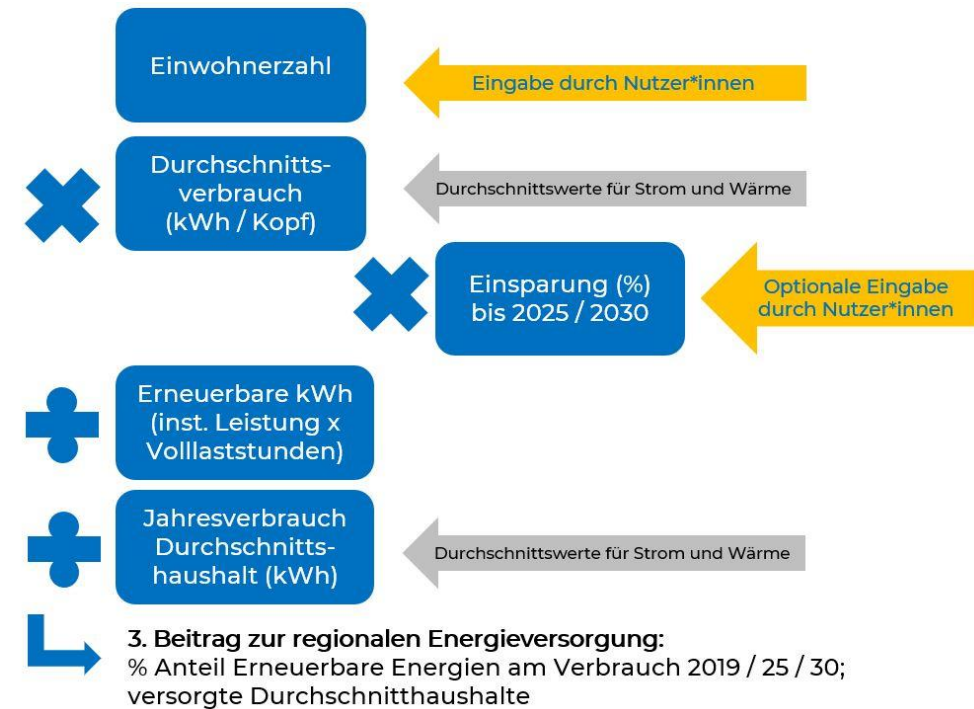 Einwohnerzahl
Eingabe durch Nutzer*innen
Durchschnitts-
verbrauch
(kWh / Kopf)
Durchschnittswerte für Strom und Wärme
Einsparung (%)
bis 2025 / 2030
Optionale Eingabe
durch Nutzer*innen
Erneuerbare kWh
(inst. Leistung x
Volllaststunden)
Jahresverbrauch
Durchschnitts-
haushalt (kWh)
Durchschnittswerte für Strom und Wärme
3. Beitrag zur regionalen Energieversorgung:
% Anteil Erneuerbare Energien am Verbrauch 2019 / 25 / 30;
versorgte Durchschnitthaushalte